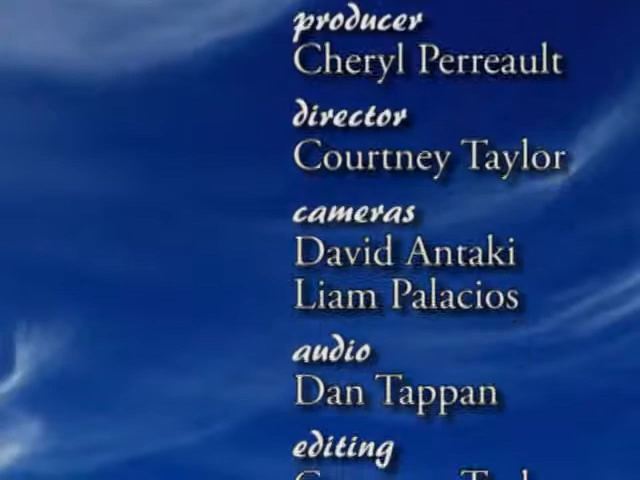 producer
Cheryl Perreault
director
Courtney Taylor
cameras
David Antaki
Liam Palacios
audio
Dan Tappan
editing